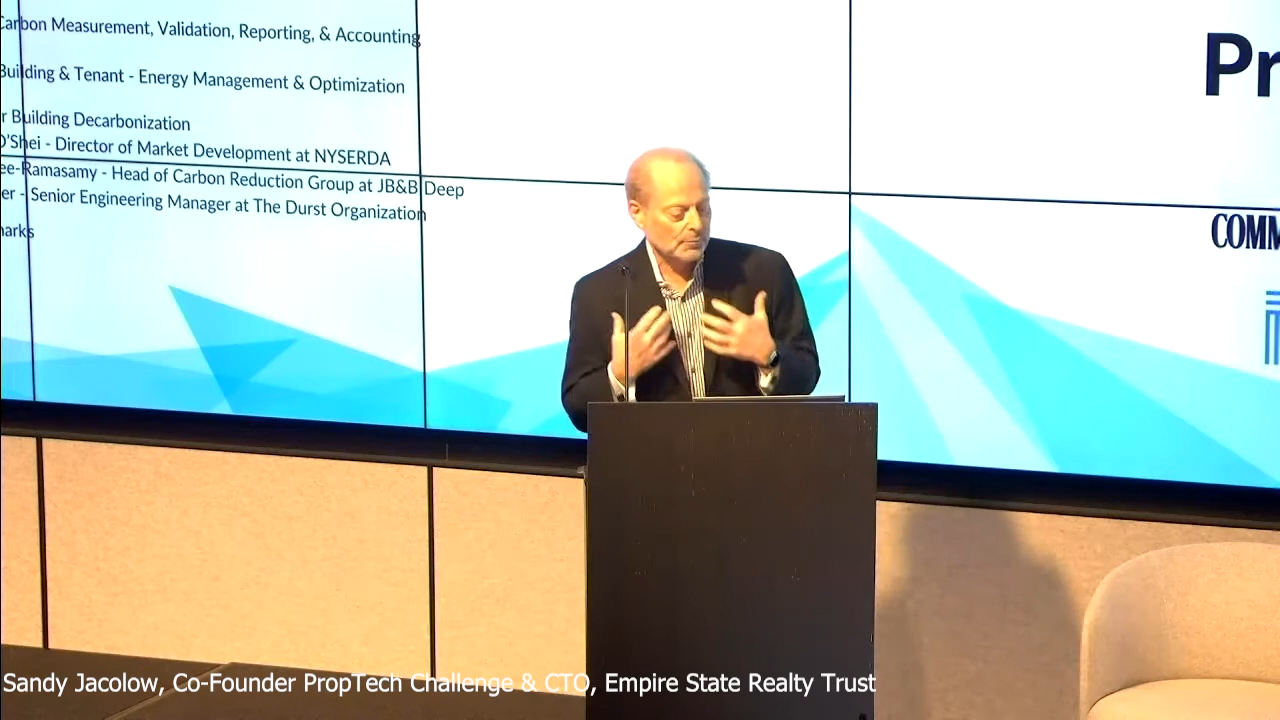 Carbon Measurement, Validation, Reporting, & Accounting
Building & Tenant - Energy Management & Optimization
r Building Decarbonization
O'Shei - Director of Market Development at NYSERDA
ee-Ramasamy - Head of Carbon Reduction Group at JB&B Deep
er - Senior Engineering Manager at The Durst Organization
harks
Pr
COMM
Sandy Jacolow, Co-Founder PropTech Challenge & CTO, Empire State Realty Trust